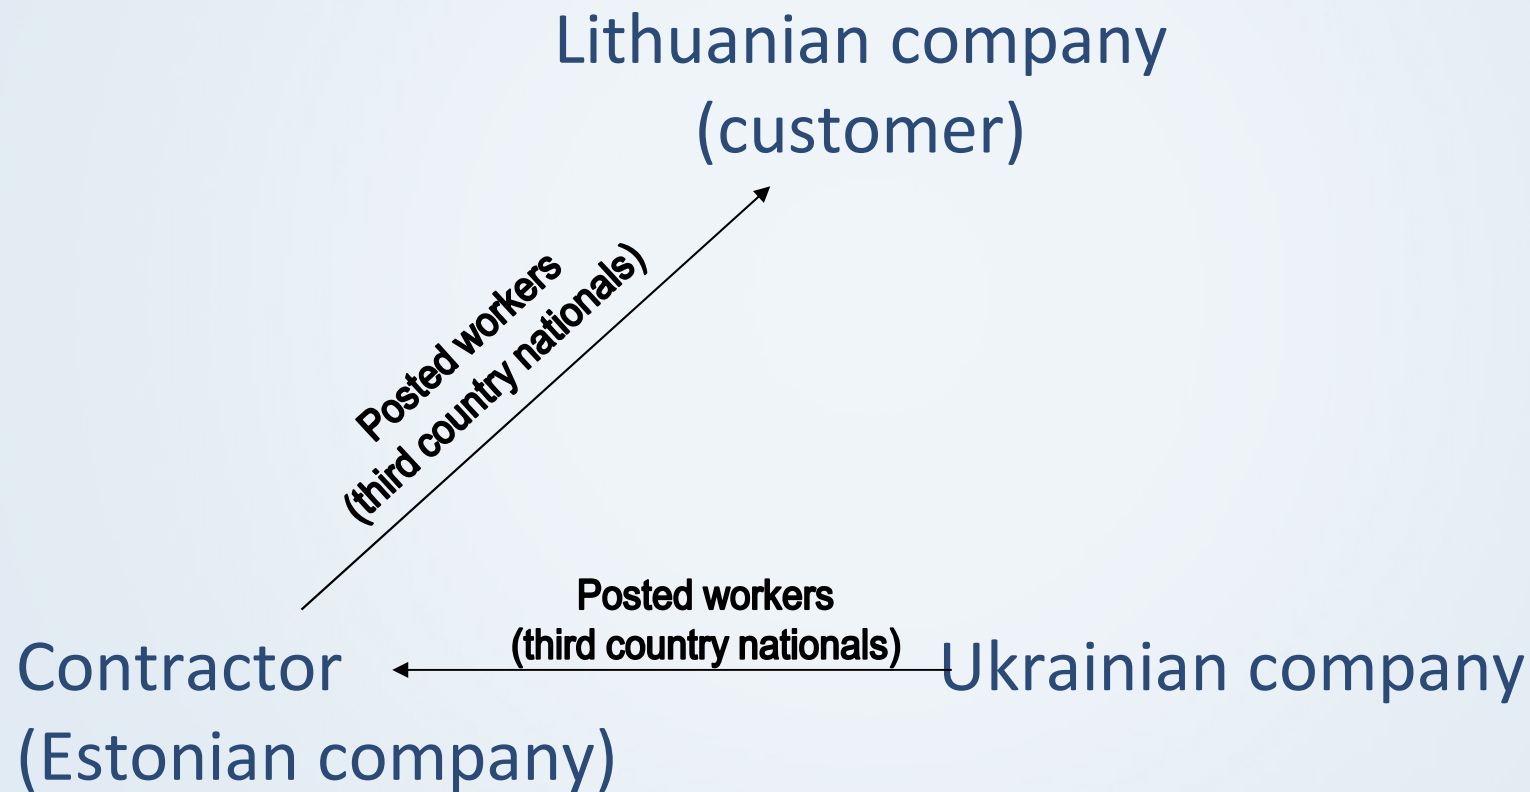 Lithuanian company
(customer)
Posted workers
(third country nationals)
Posted workers
(third country nationals)
Contractor
(Estonian company)
Ukrainian company